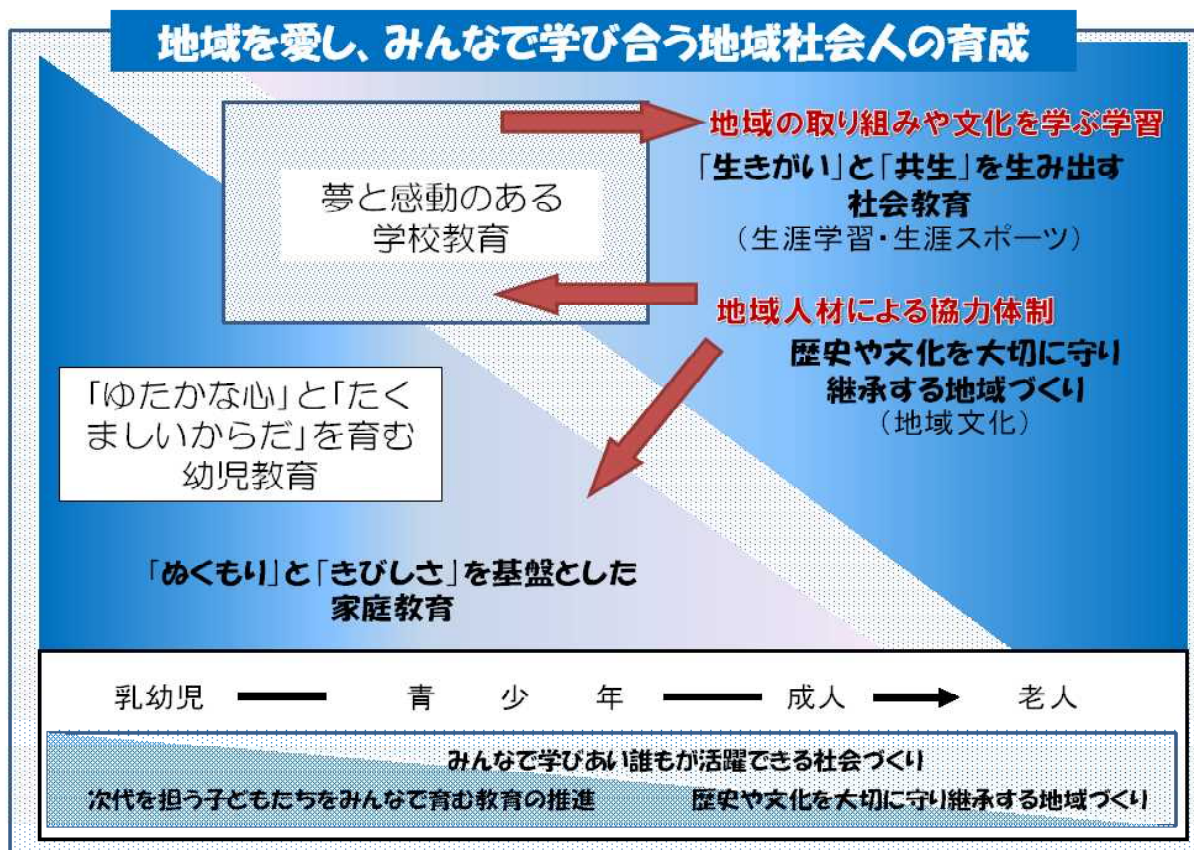 地域を愛し、みんなで学び合う地域社会人の育成
地域の取り組みや文化を学ぶ学習
「生きがい」と「共生」を生み出す
社会教育
（生涯学習・生涯スポーツ）
夢と感動のある
学校教育
地域人材による協力体制
歴史や文化を大切に守り
継承する地域づくり
（地域文化）
「ゆたかな心」と「たく
ましいからだ」を育む
幼児教育
「ぬくもり」と「きびしさ」を基盤とした
家庭教育
乳幼児 青少年 成人 老人
みんなで学びあい誰もが活躍できる社会づくり
次代を担う子どもたちをみんなで育む教育の推進 歴史や文化を大切に守り継承する地域づくり